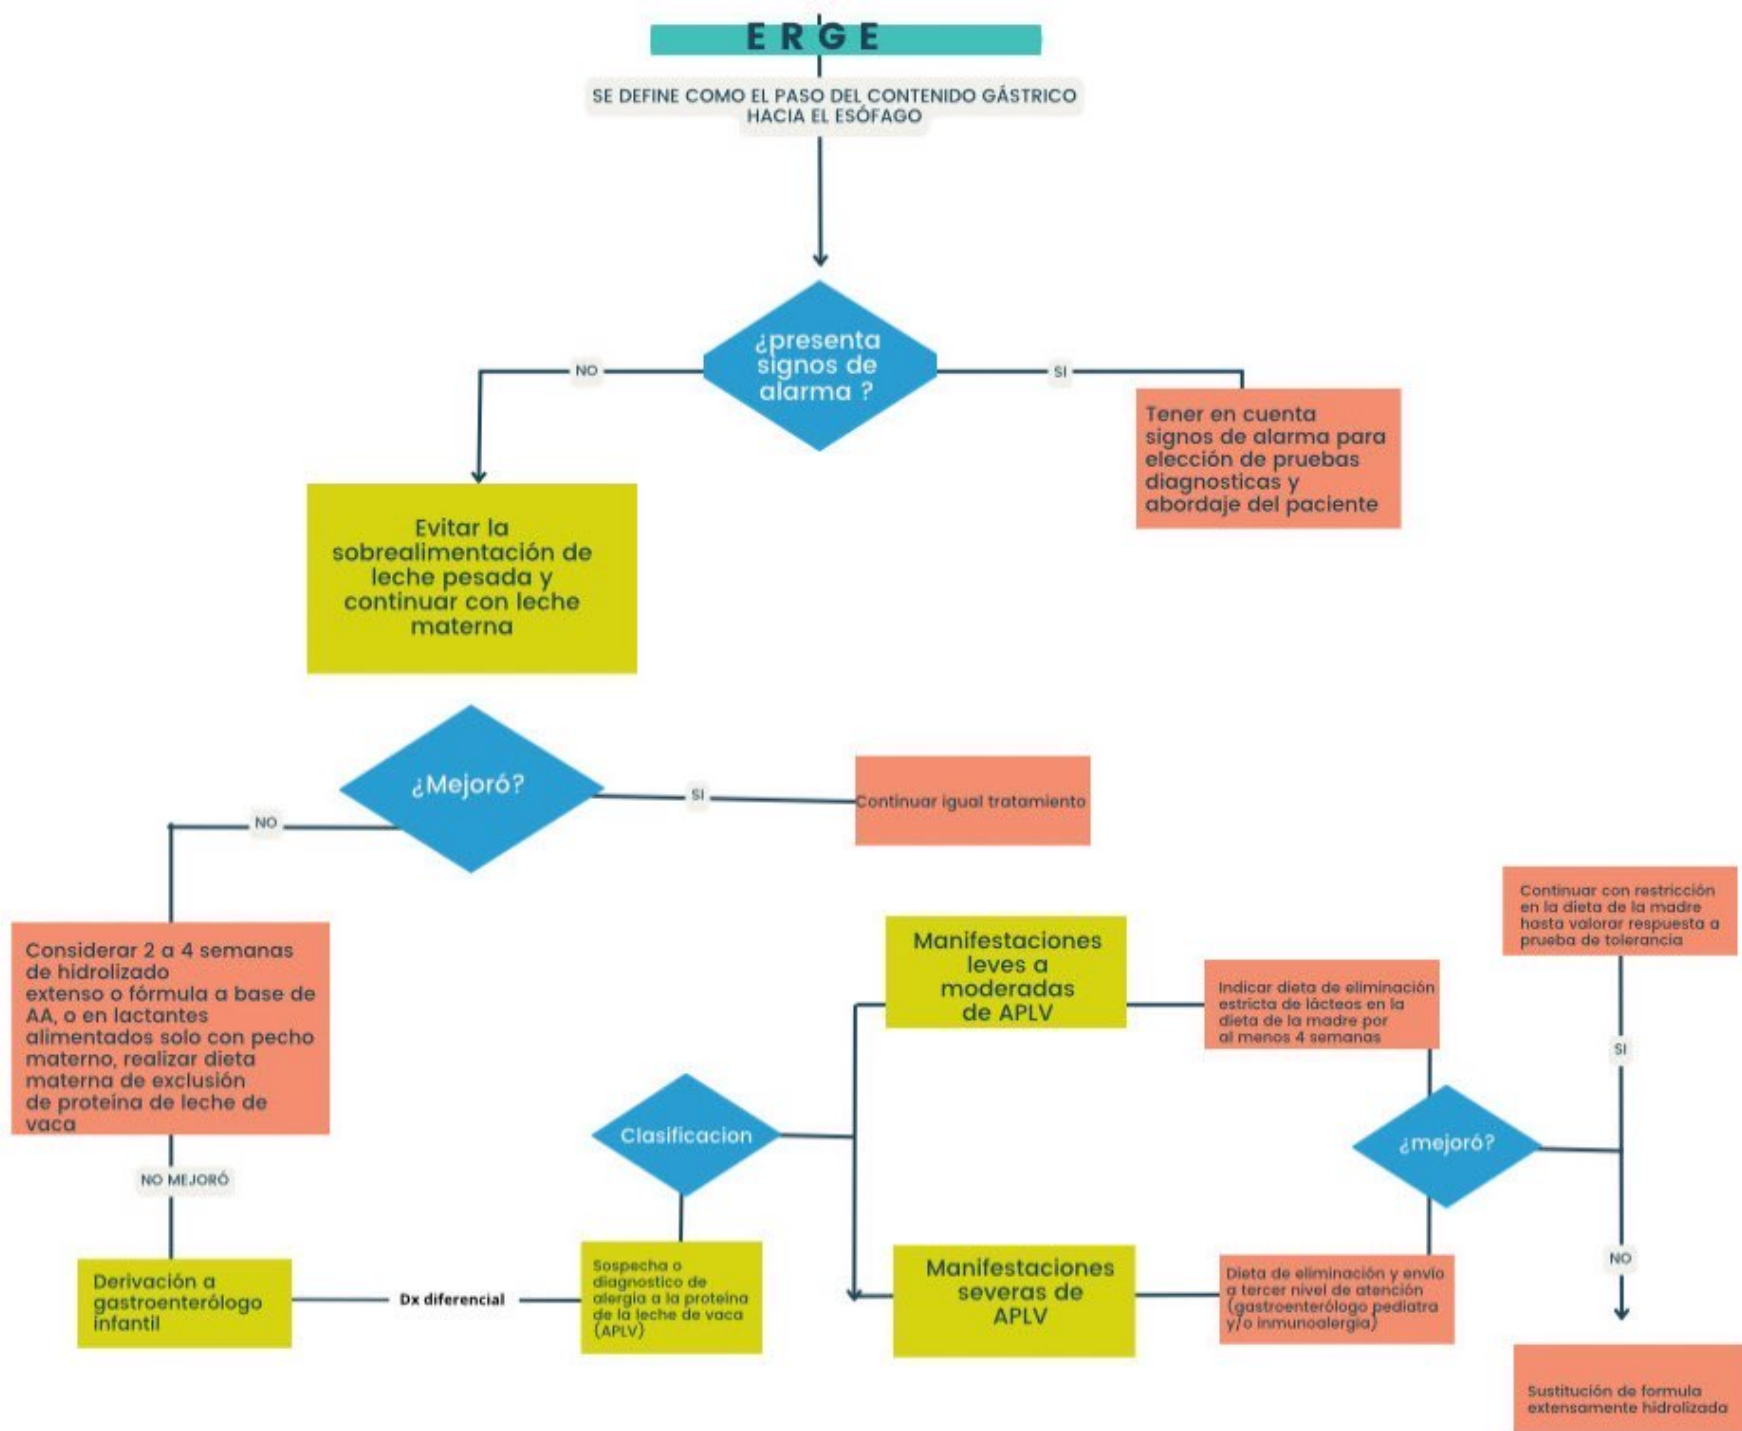 ERGE
SE DEFINE COMO EL PASO DEL CONTENIDO GÁSTRICO
HACIA EL ESÓFAGO
¿presenta
signos de
alarma ?
NO
SI
Tener en cuenta
signos de alarma para
elección de pruebas
diagnosticas y
abordaje del paciente
Evitar la
sobrealimentación de
leche pesada y
continuar con leche
materna
¿Mejoró?
SI
Continuar igual tratamiento
NO
Considerar 2 a 4 semanas
de hidrolizado
extenso o fórmula a base de
AA, o en lactantes
alimentados solo con pecho
materno, realizar dieta
materna de exclusión
de proteína de leche de
vaca
NO MEJORÓ
Derivación a
gastroenterólogo
infantil
Dx diferencial
Sospecha o
diagnostico de
alergia a la proteina
de la leche de vaca
(APLV)
Clasificacion
Manifestaciones
leves a
moderadas
de APLV
Indicar dieta de eliminación
estricta de lácteos en la
dieta de la madre por
al menos 4 semanas
Manifestaciones
severas de
APLV
Dieta de eliminación y envío
a tercer nivel de atención
(gastroenterólogo pediatra
y/o inmunoalergia)
¿mejoró?
SI
Continuar con restricción
en la dieta de la madre
hasta valorar respuesta a
prueba de tolerancia
NO
Sustitución de formula
extensamente hidrolizada